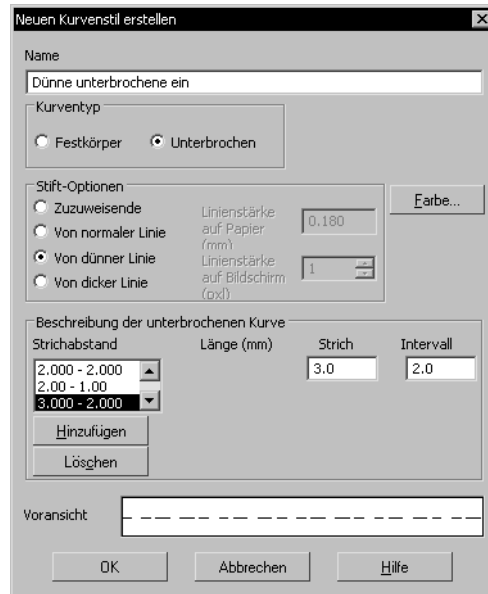 Neuen Kurvenstil erstellen
Name
Dünne unterbrochene ein
Kurventyp
Festkörper Unterbrochen
Stift-Optionen
Zuzuweisende
Von normaler Linie
Von dünner Linie
Von dicker Linie
Linienstärke
auf Papier
(mm)
0.180
Linienstärke
auf Bildschirm
(pxl)
1
Farbe...
Beschreibung der unterbrochenen Kurve
Strichabstand Länge (mm) Strich Intervall
2.000 - 2.000
2.00 - 1.00
3.000 - 2.000
3.0 2.0
Hinzufügen
Löschen
Voransicht
OK Abbrechen Hilfe